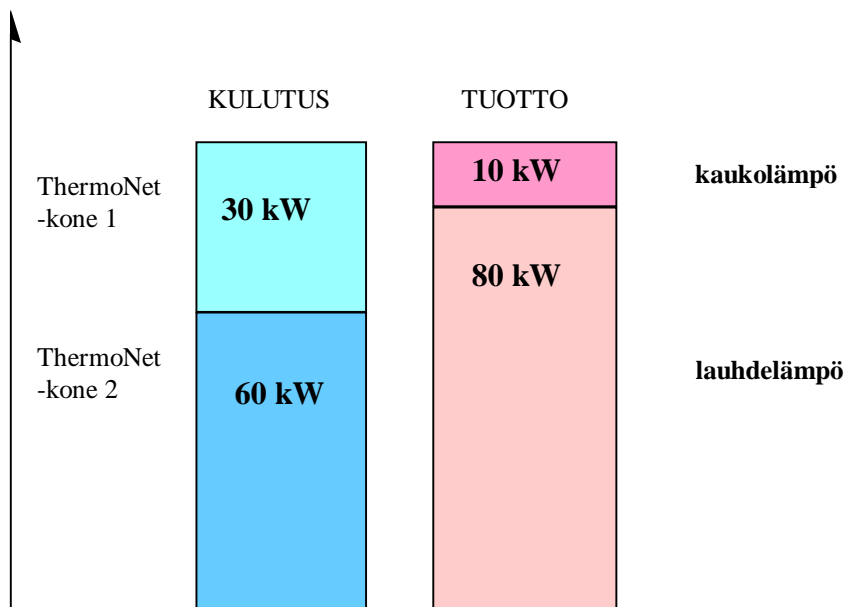 KULUTUS
TUOTTO
ThermoNet
-kone 1
30 kW
10 kW
kaukolämpö
80 kW
ThermoNet
-kone 2
60 kW
lauhdelämpö